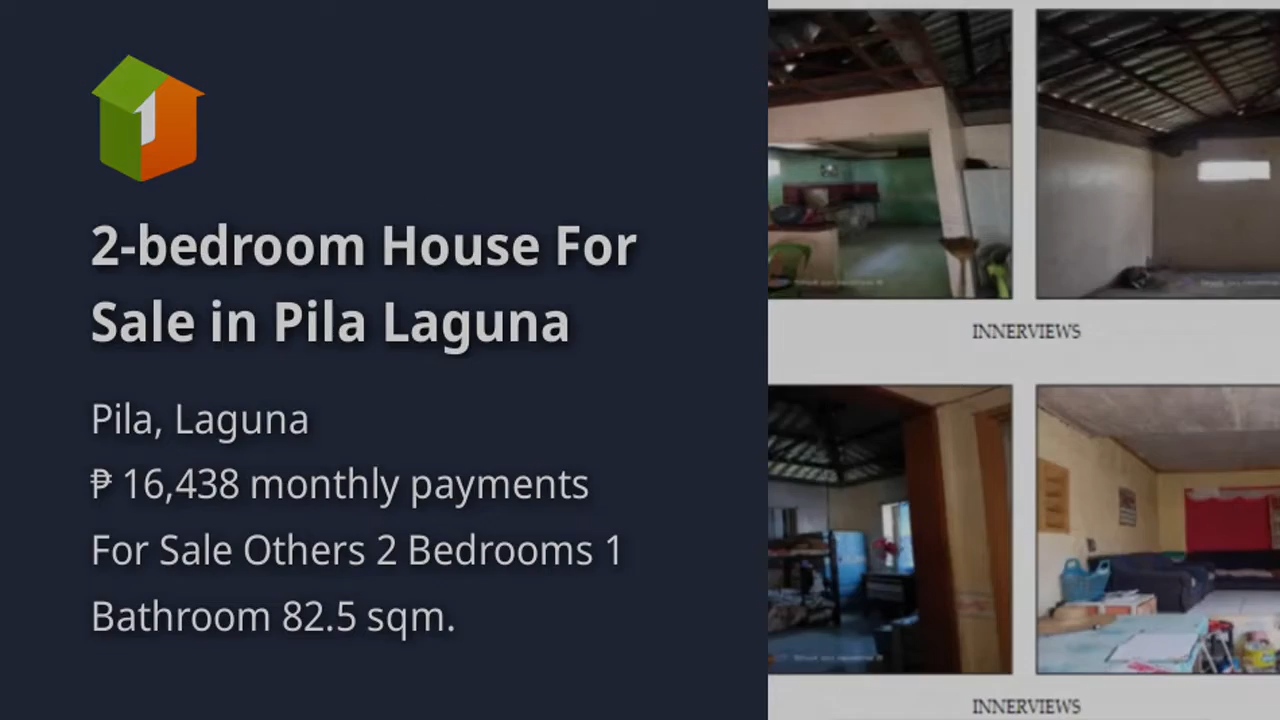 2-bedroom House For
Sale in Pila Laguna
Pila, Laguna
₱ 16,438 monthly payments
For Sale Others 2 Bedrooms 1
Bathroom 82.5 sqm.
INNERVIEWS
INNERVIEWS